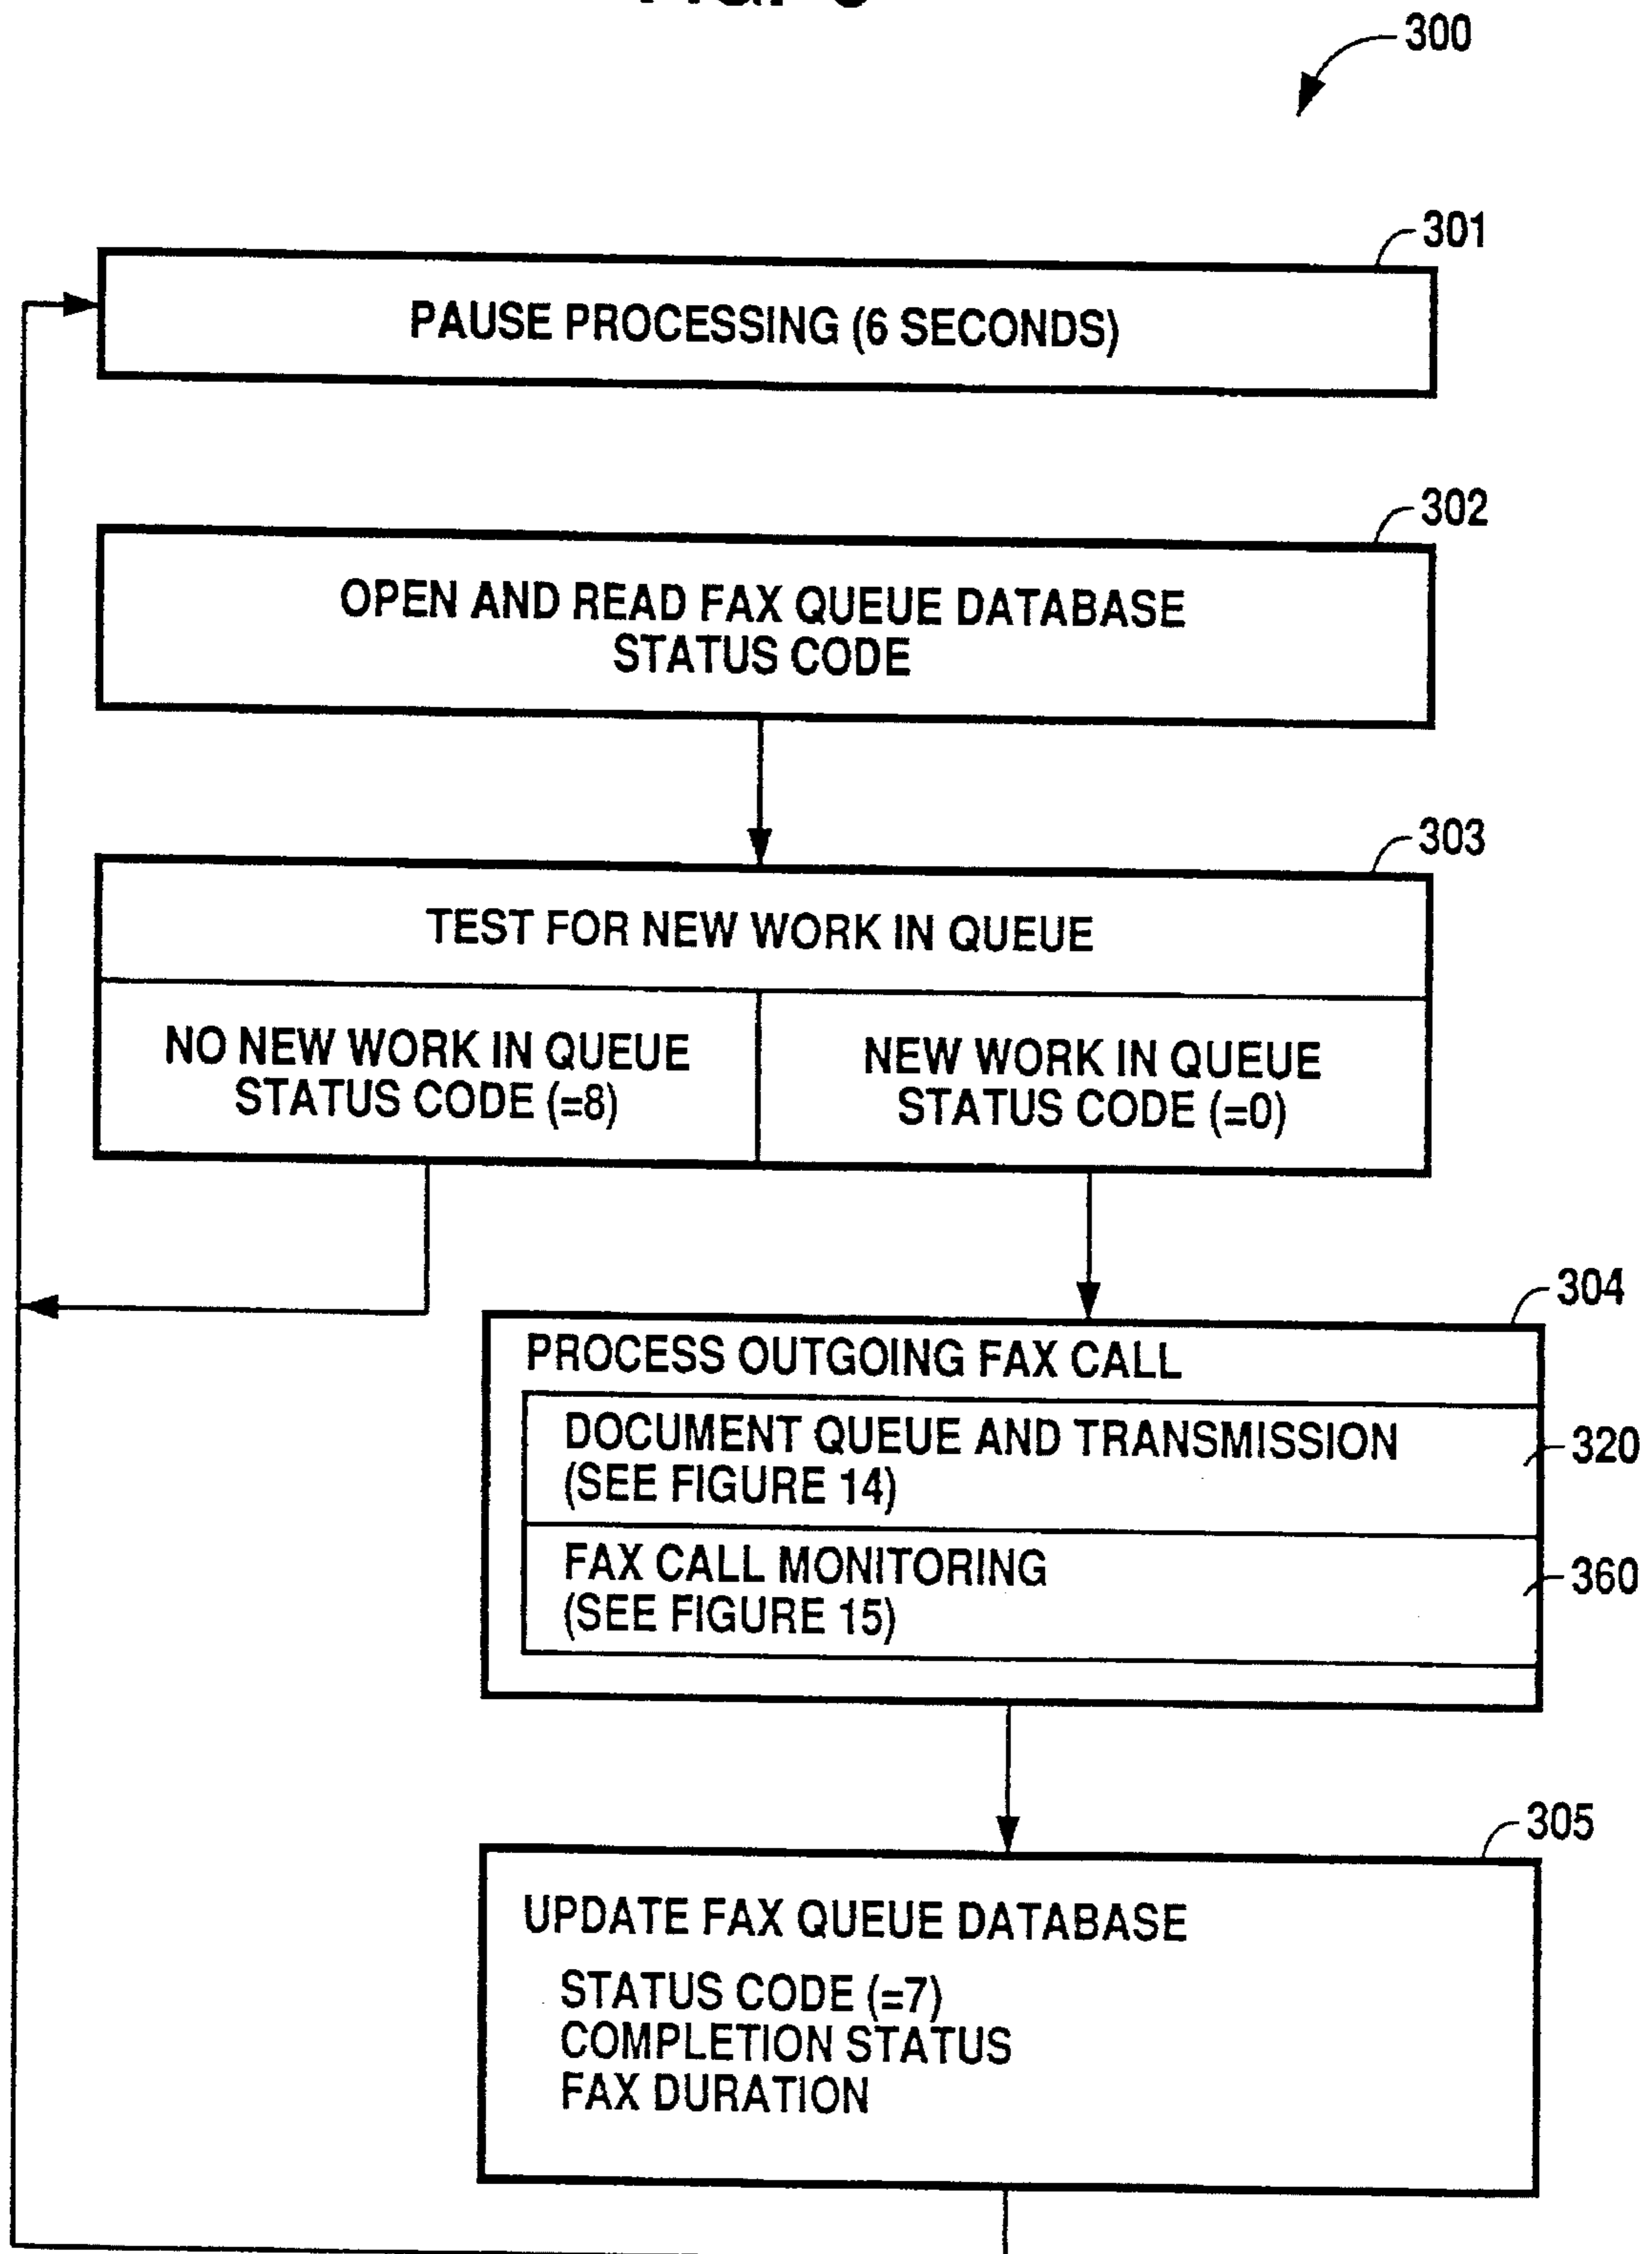 300
301
PAUSE PROCESSING (6 SECONDS)
302
OPEN AND READ FAX QUEUE DATABASE
STATUS CODE
303
TEST FOR NEW WORK IN QUEUE
NO NEW WORK IN QUEUE
STATUS CODE (=8)
NEW WORK IN QUEUE
STATUS CODE (=0)
304
PROCESS OUTGOING FAX CALL
DOCUMENT QUEUE AND TRANSMISSION
(SEE FIGURE 14)
320
FAX CALL MONITORING
(SEE FIGURE 15)
360
305
UPDATE FAX QUEUE DATABASE
STATUS CODE (=7)
COMPLETION STATUS
FAX DURATION